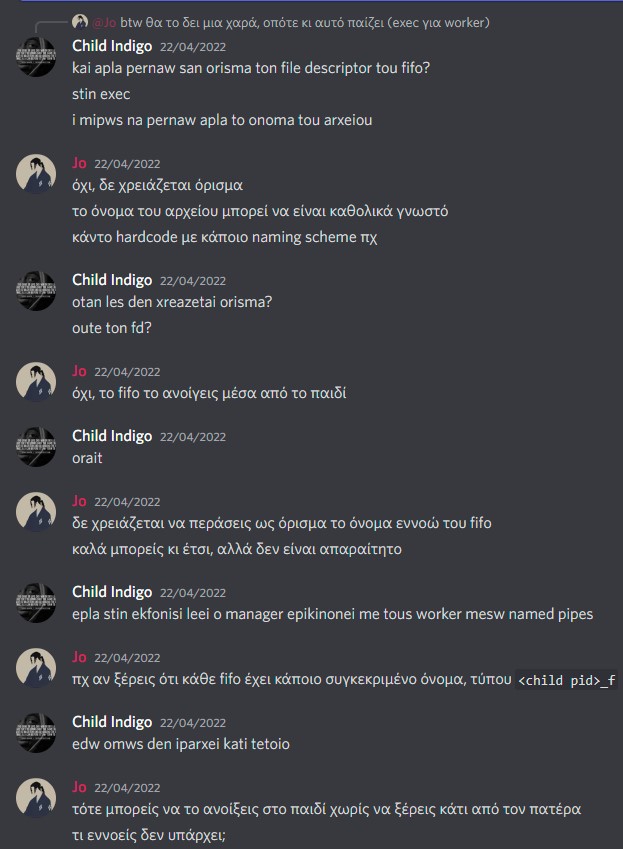 @Jo btw θα το δει μια χαρά, οπότε κι αυτό παίζει (exec για worker)
Child Indigo 22/04/2022
kai apla pernaw san orisma ton file descriptor tou fifo?
stin exec
i mipws na pernaw apla to onoma tou arxeiou
Jo 22/04/2022
όχι, δε χρειάζεται όρισμα
το όνομα του αρχείου μπορεί να είναι καθολικά γνωστό
κάντο hardcode με κάποιο naming scheme πχ
Child Indigo 22/04/2022
otan les den xreazetai orisma?
oute ton fd?
Jo 22/04/2022
όχι, το fifo το ανοίγεις μέσα από το παιδί
Child Indigo 22/04/2022
orait
Jo 22/04/2022
δε χρειάζεται να περάσεις ως όρισμα το όνομα εννοώ του fifo
καλά μπορείς κι έτσι, αλλά δεν είναι απαραίτητο
Child Indigo 22/04/2022
epla stin ekfonisi leei o manager epikinonei me tous worker mesw named pipes
Jo 22/04/2022
πχ αν ξέρεις ότι κάθε fifo έχει κάποιο συγκεκριμένο όνομα, τύπου <child pid>_f
Child Indigo 22/04/2022
edw omws den iparxei kati tetoio
Jo 22/04/2022
τότε μπορείς να το ανοίξεις στο παιδί χωρίς να ξέρεις κάτι από τον πατέρα
τι εννοείς δεν υπάρχει;